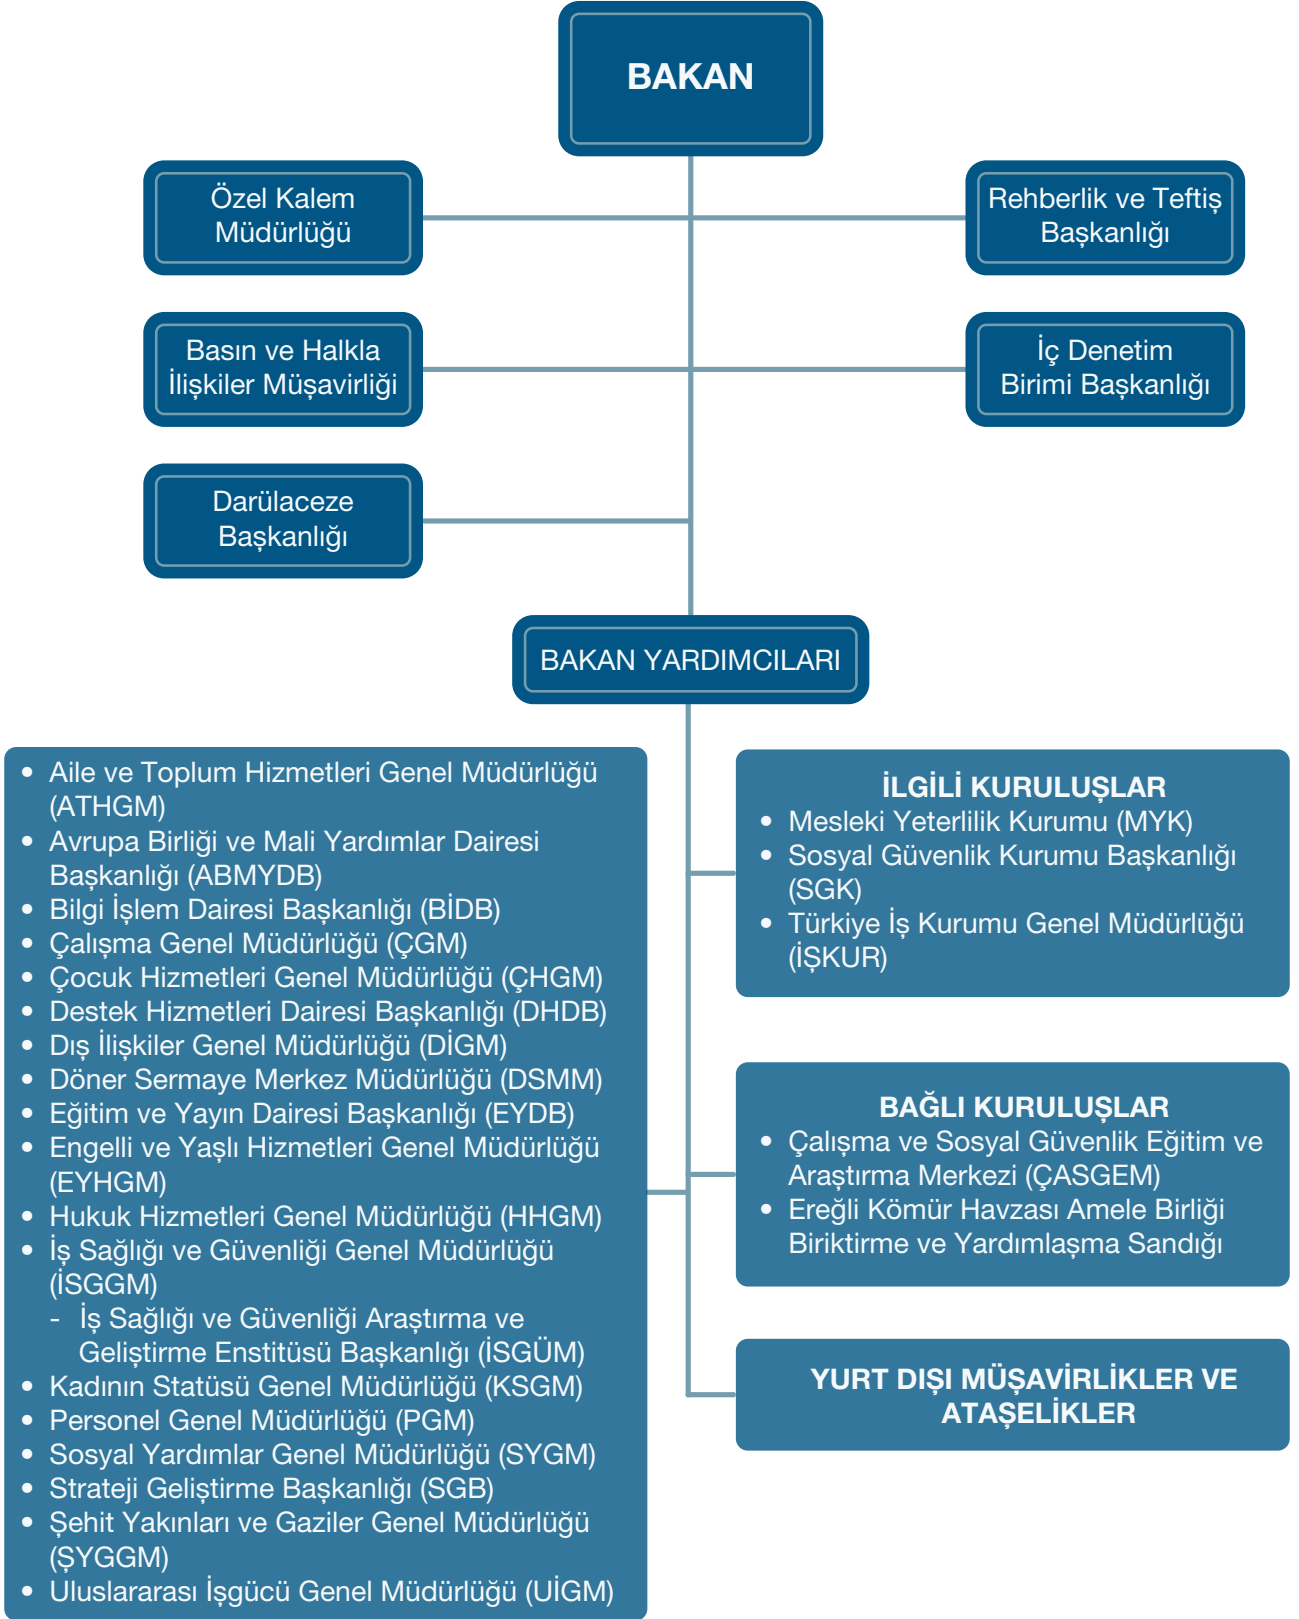 BAKAN
Özel Kalem
Müdürlüğü
Rehberlik ve Teftiş
Başkanlığı
Basın ve Halkla
İlişkiler Müşavirliği
İç Denetim
Birimi Başkanlığı
Darülaceze
Başkanlığı
BAKAN YARDIMCILARI
• Aile ve Toplum Hizmetleri Genel Müdürlüğü
(ATHGM)
• Avrupa Birliği ve Mali Yardımlar Dairesi
Başkanlığı (ABMYDB)
• Bilgi İşlem Dairesi Başkanlığı (BİDB)
• Çalışma Genel Müdürlüğü (ÇGM)
• Çocuk Hizmetleri Genel Müdürlüğü (ÇHGM)
• Destek Hizmetleri Dairesi Başkanlığı (DHDB)
• Dış İlişkiler Genel Müdürlüğü (DİGM)
• Döner Sermaye Merkez Müdürlüğü (DSMM)
• Eğitim ve Yayın Dairesi Başkanlığı (EYDB)
• Engelli ve Yaşlı Hizmetleri Genel Müdürlüğü
(EYHGM)
• Hukuk Hizmetleri Genel Müdürlüğü (HHGM)
• İş Sağlığı ve Güvenliği Genel Müdürlüğü
(İSGGM)
- İş Sağlığı ve Güvenliği Araştırma ve
Geliştirme Enstitüsü Başkanlığı (İSGÜM)
• Kadının Statüsü Genel Müdürlüğü (KSGM)
• Personel Genel Müdürlüğü (PGM)
• Sosyal Yardımlar Genel Müdürlüğü (SYGM)
• Strateji Geliştirme Başkanlığı (SGB)
• Şehit Yakınları ve Gaziler Genel Müdürlüğü
(ŞYGGM)
• Uluslararası İşgücü Genel Müdürlüğü (UİGM)
İLGİLİ KURULUŞLAR
• Mesleki Yeterlilik Kurumu (MYK)
• Sosyal Güvenlik Kurumu Başkanlığı
(SGK)
• Türkiye İş Kurumu Genel Müdürlüğü
(İŞKUR)
BAĞLI KURULUŞLAR
• Çalışma ve Sosyal Güvenlik Eğitim ve
Araştırma Merkezi (ÇASGEM)
• Ereğli Kömür Havzası Amele Birliği
Biriktirme ve Yardımlaşma Sandığı
YURT DIŞI MÜŞAVİRLİKLER VE
ATAŞELİKLER